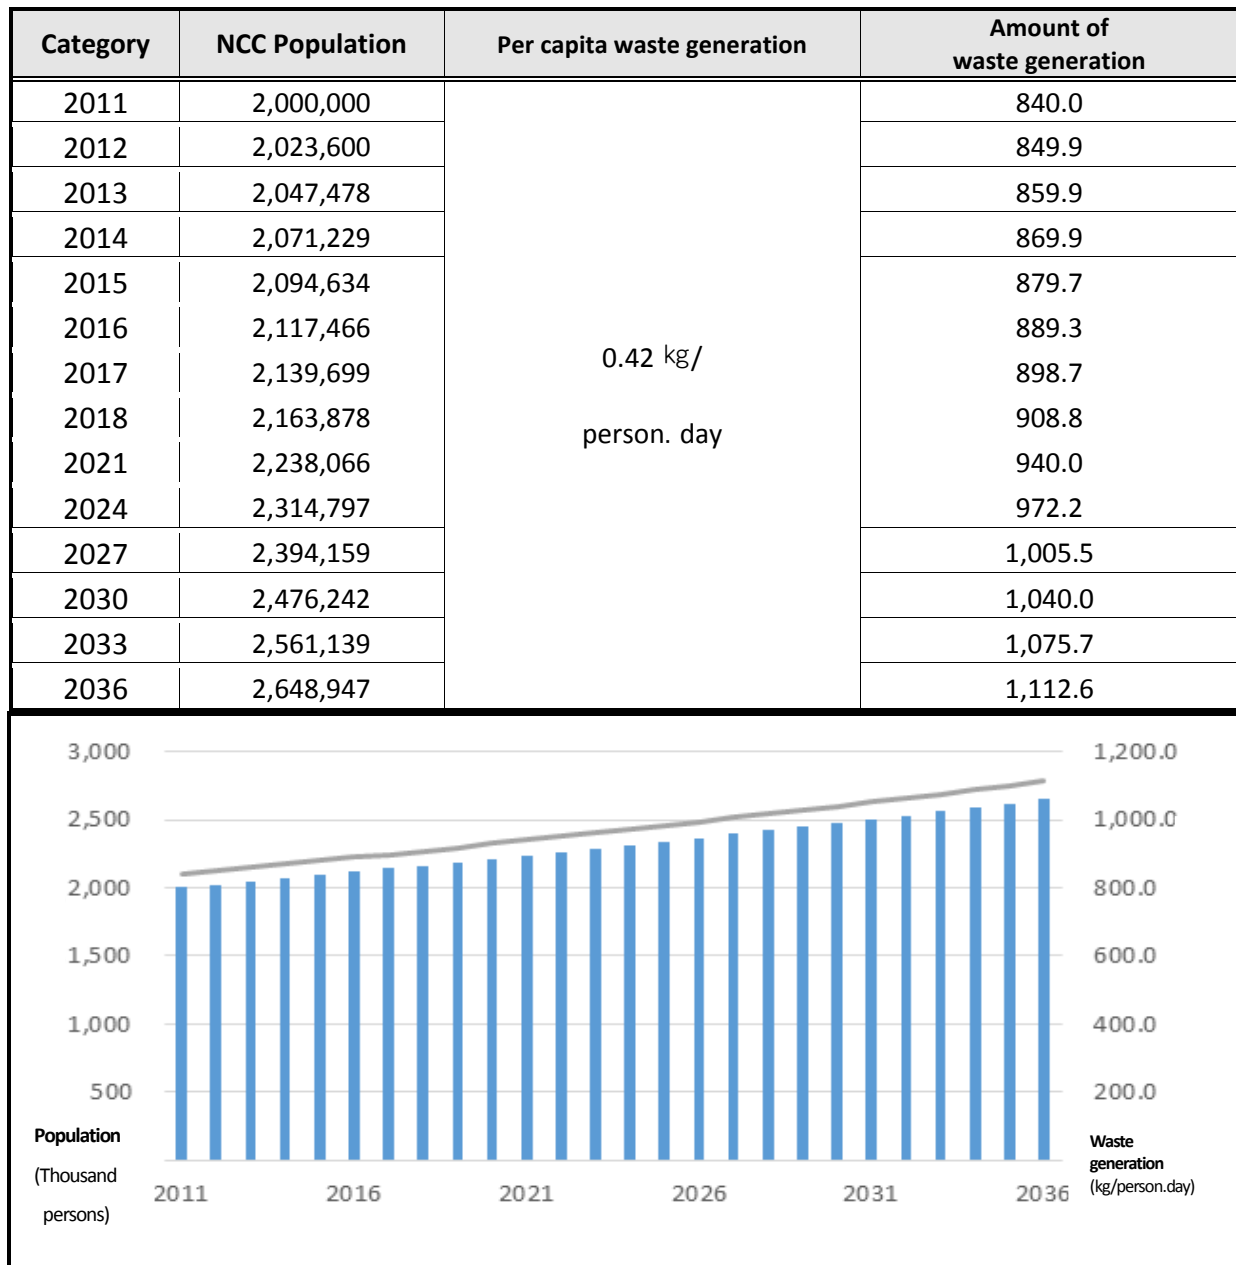 Category NCC Population Per capita waste generation Amount of
waste generation
2011 2,000,000 840.0
2012 2,023,600 849.9
2013 2,047,478 859.9
2014 2,071,229 869.9
2015 2,094,634 879.7
2016 2,117,466 889.3
0.42 kg/
2017 2,139,699 898.7
2018 2,163,878 908.8
person. day
2021 2,238,066 940.0
2024 2,314,797 972.2
2027 2,394,159 1,005.5
2030 2,476,242 1,040.0
2033 2,561,139 1,075.7
2036 2,648,947 1,112.6
3,000 1,200.0
2,500 1,000.0
2,000 800.0
1,500 600.0
1,000 400.0
500 200.0
Population
(Thousand
persons)
Waste
generation
(kg/person.day)
2011 2016 2021 2026 2031 2036